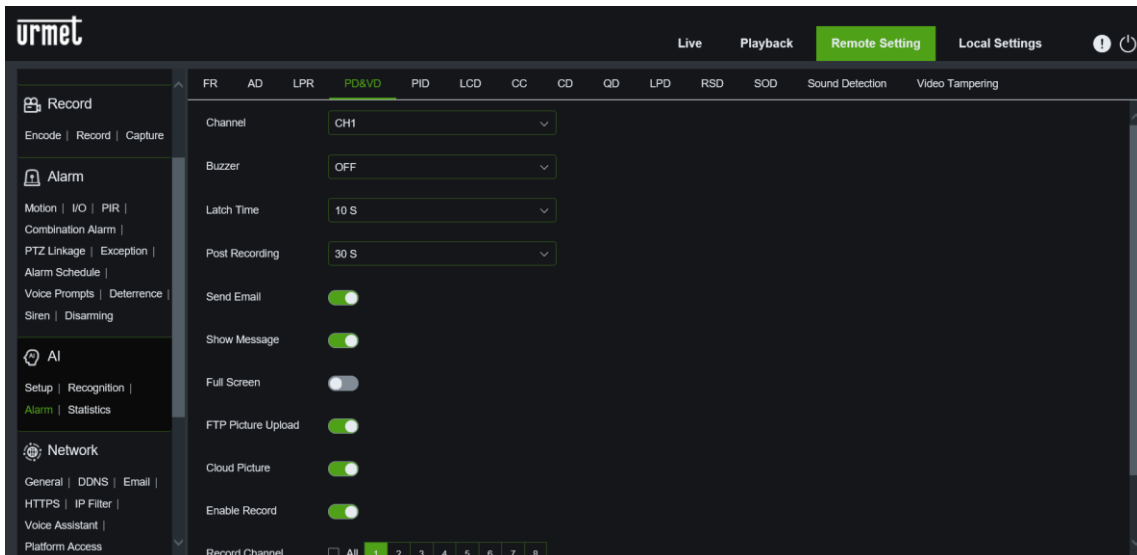 urmet
Live Playback Remote Setting Local Settings
Record
Encode | Record | Capture
Alarm
Motion | I/O | PIR |
Combination Alarm |
PTZ Linkage | Exception |
Alarm Schedule |
Voice Prompts | Deterrence |
Siren | Disarming
AI
Setup | Recognition |
Alarm | Statistics
Network
General | DDNS | Email |
HTTPS | IP Filter |
Voice Assistant |
Platform Access
FR AD LPR PD&VD PID LCD CC CD QD LPD RSD SOD Sound Detection Video Tampering
Channel CH1
Buzzer OFF
Latch Time 10 S
Post Recording 30 S
Send Email
Show Message
Full Screen
FTP Picture Upload
Cloud Picture
Enable Record
Record Channel All 1 2 3 4 5 6 7 8